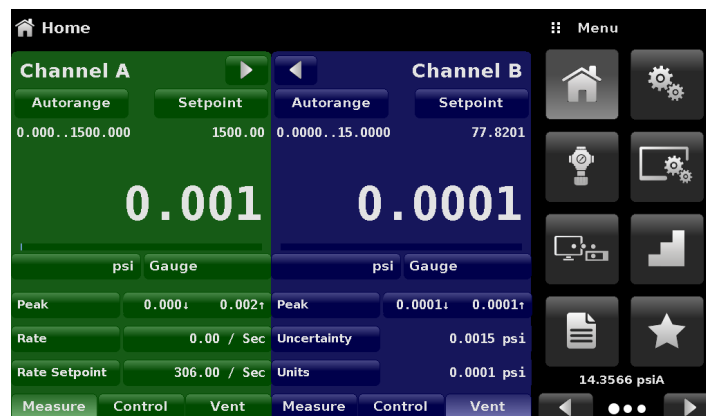 Home
Menu
Channel A
Channel B
Autorange Setpoint
Autorange Setpoint
0.000..1500.000 1500.00
0.0000..15.0000 77.8201
0.001
0.0001
psi Gauge
psi Gauge
Peak 0.000↓ 0.002↑
Peak 0.0001↓ 0.0001↑
Rate 0.00 / Sec
Uncertainty 0.0015 psi
Rate Setpoint 306.00 / Sec
Units 0.0001 psi
Measure Control Vent
Measure Control Vent
14.3566 psiA